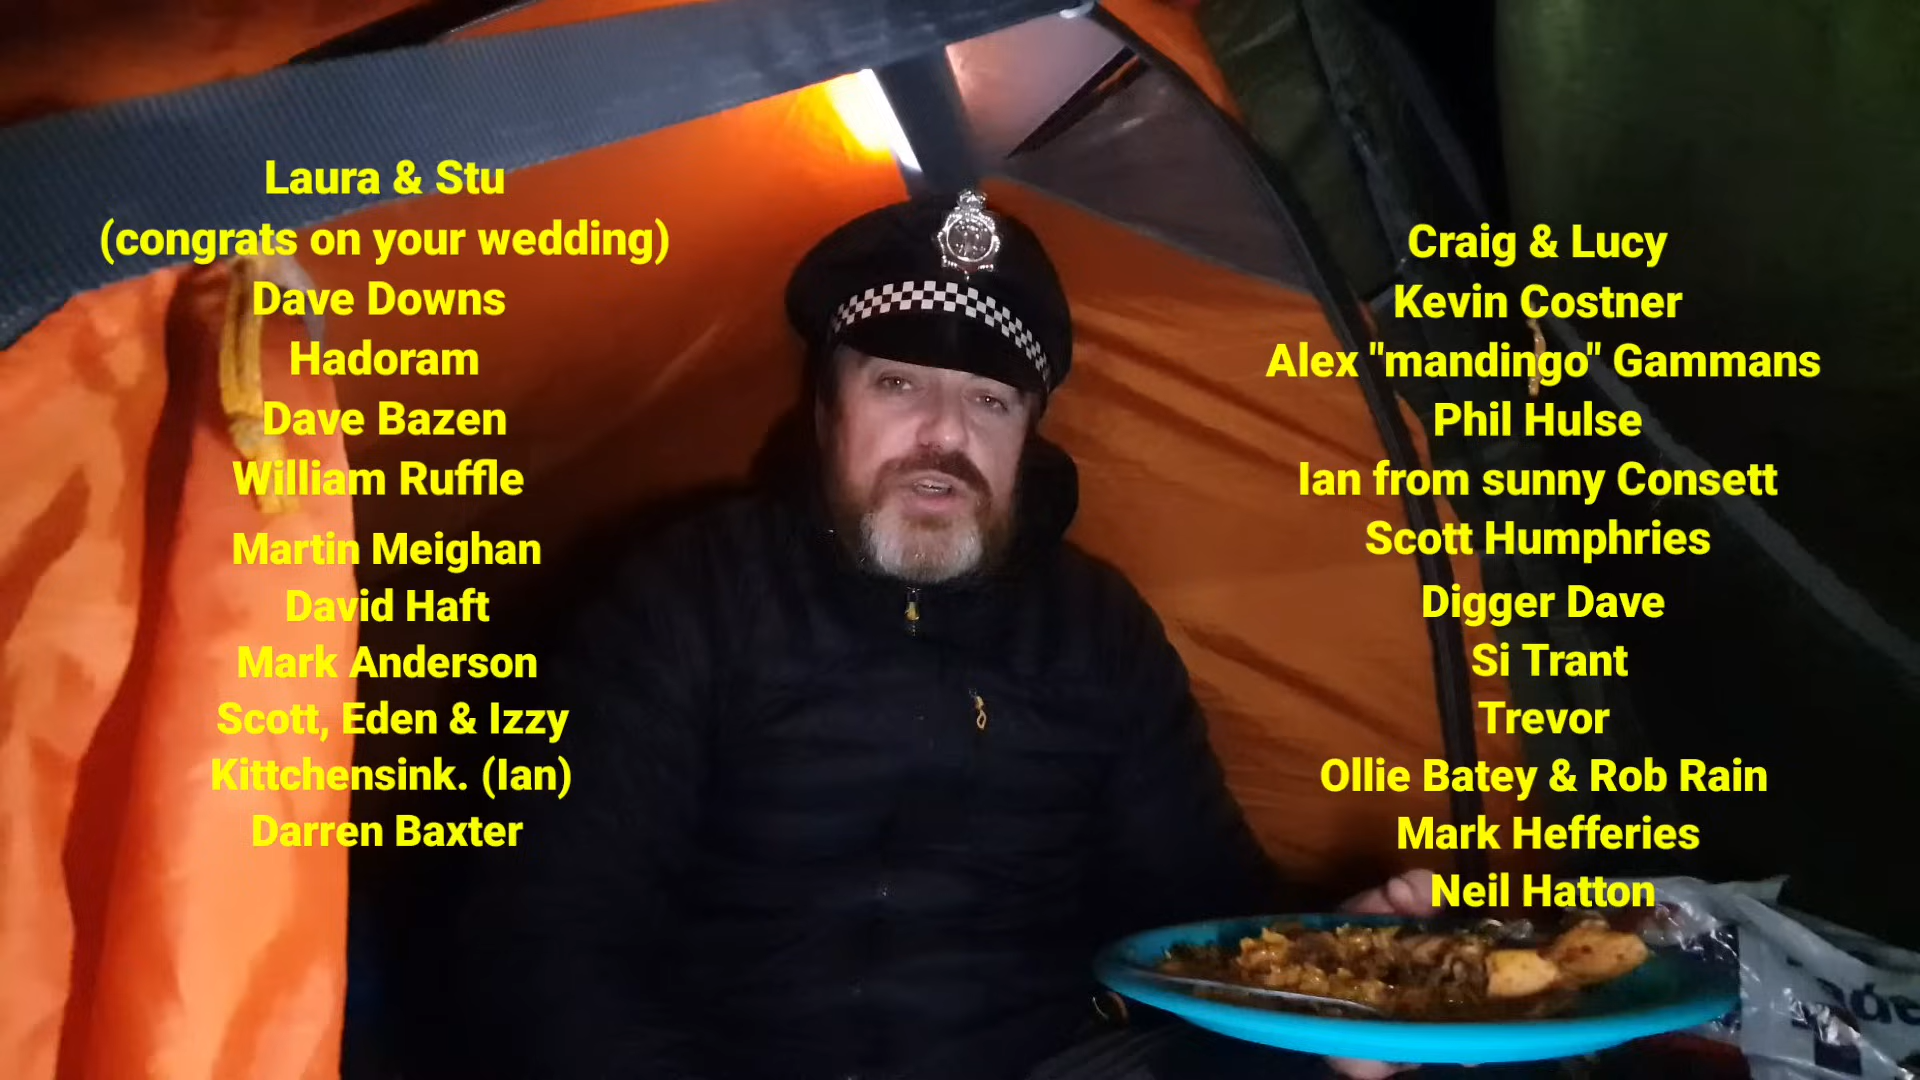 Laura & Stu
(congrats on your wedding)
Dave Downs
Hadoram
Dave Bazen
William Ruffle
Martin Meighan
David Haft
Mark Anderson
Scott, Eden & Izzy
Kittchensink. (Ian)
Darren Baxter
Craig & Lucy
Kevin Costner
Alex "mandingo" Gammans
Phil Hulse
Ian from sunny Consett
Scott Humphries
Digger Dave
Si Trant
Trevor
Ollie Batey & Rob Rain
Mark Hefferies
Neil Hatton